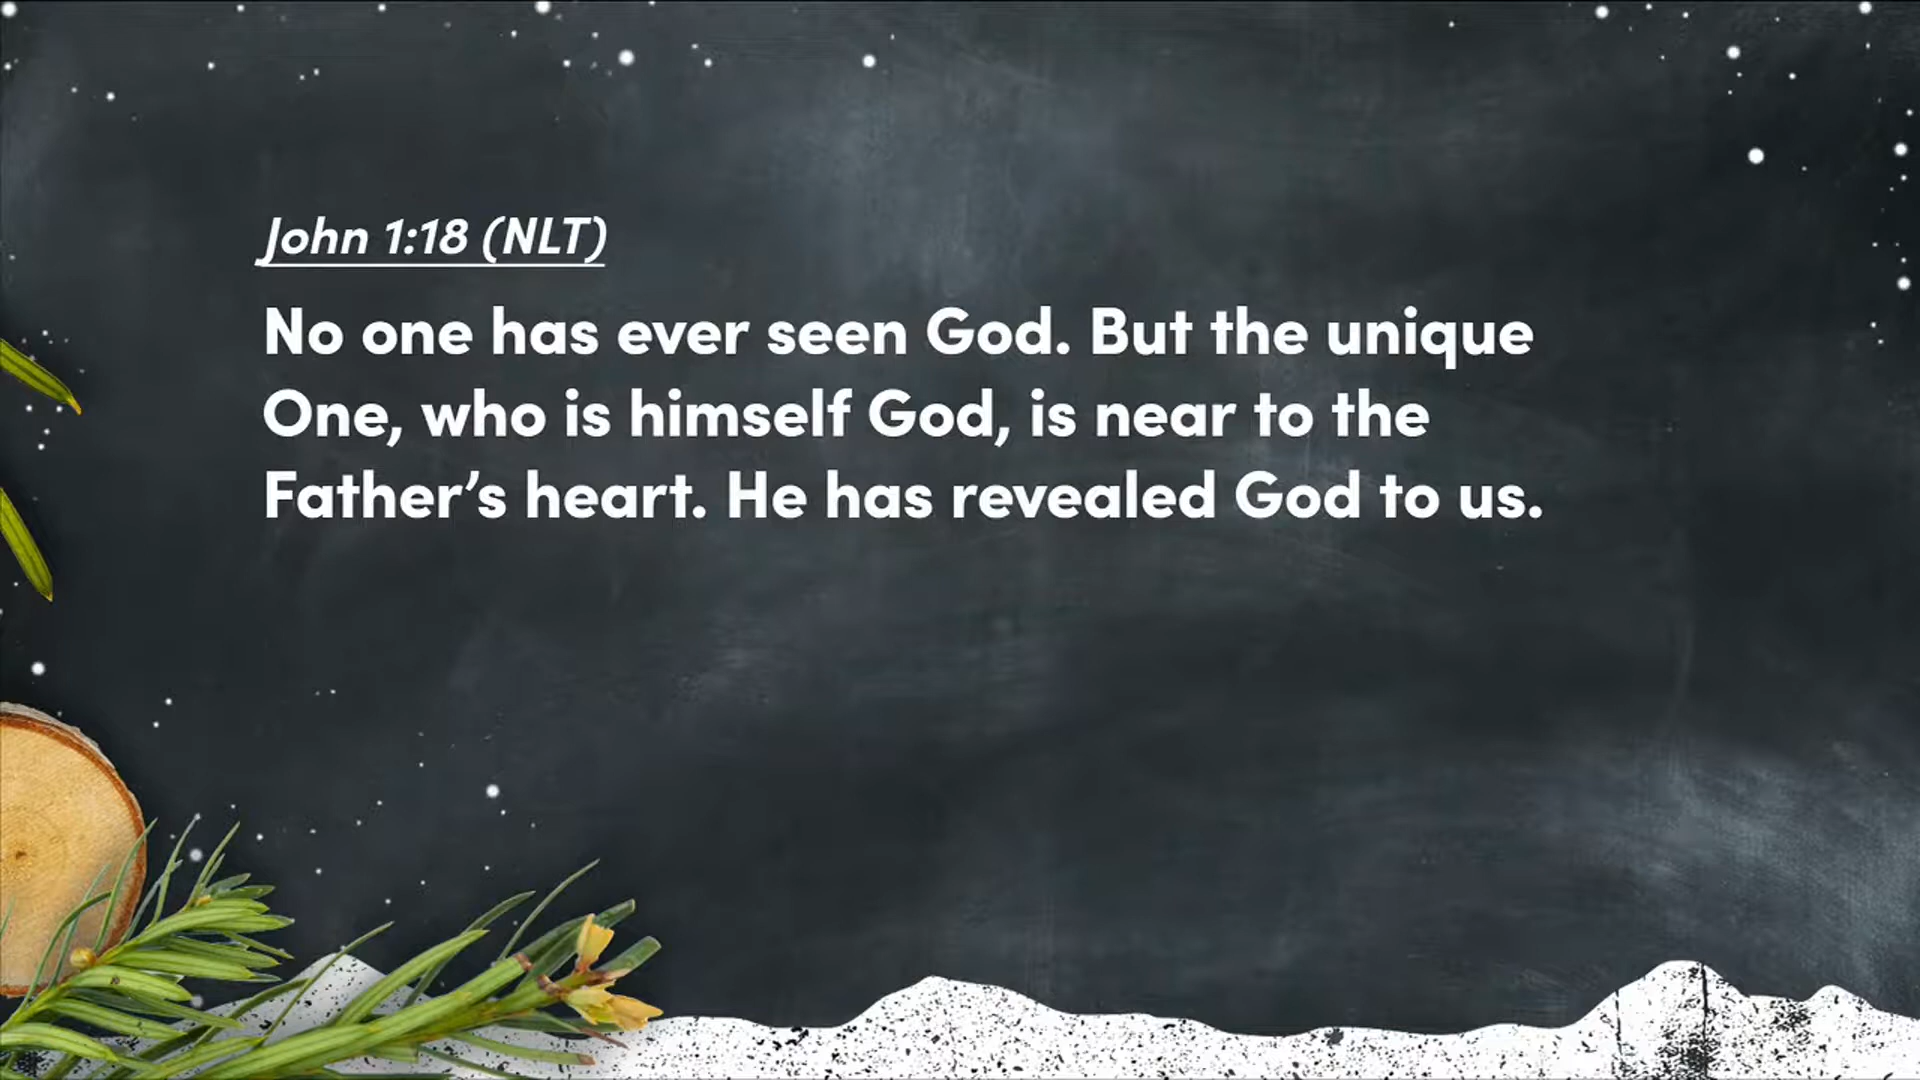 John 1:18 (NLT)
No one has ever seen God. But the unique
One, who is himself God, is near to the
Father’s heart. He has revealed God to us.